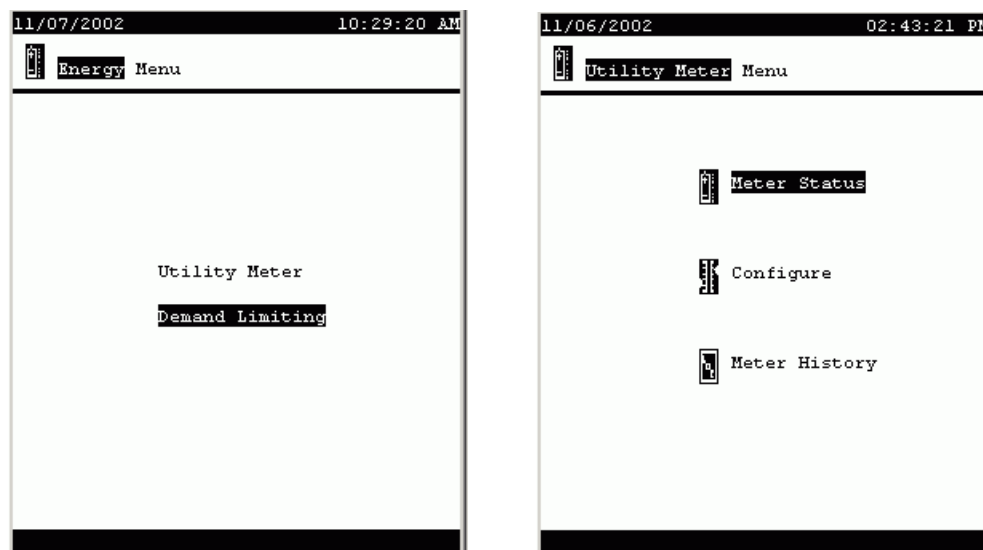 11/07/2002 10:29:20 AM
Energy Menu
Utility Meter
Demand Limiting
11/06/2002 02:43:21 PM
Utility Meter Menu
Meter Status
Configure
Meter History